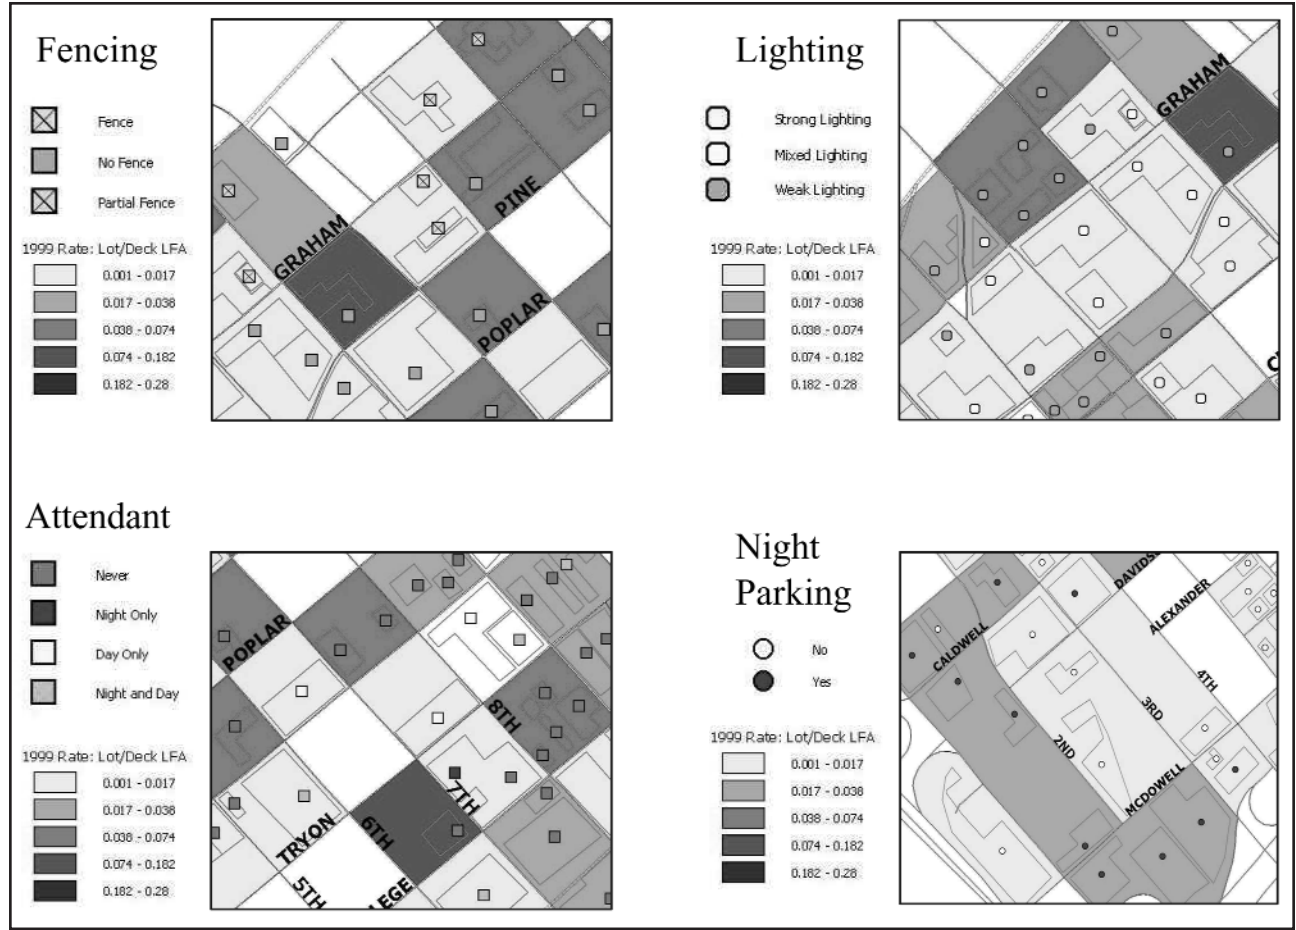 Fencing
Fence
No Fence
Partial Fence
1999 Rate: Lot/Deck LFA
0.001 - 0.017
0.017 - 0.038
0.038 - 0.074
0.074 - 0.182
0.182 - 0.28
GRAHAM
PINE
POPLAR
Lighting
Strong Lighting
Mixed Lighting
Weak Lighting
1999 Rate: Lot/Deck LFA
0.001 - 0.017
0.017 - 0.038
0.038 - 0.074
0.074 - 0.182
0.182 - 0.28
GRAHAM
Attendant
Never
Night Only
Day Only
Night and Day
1999 Rate: Lot/Deck LFA
0.001 - 0.017
0.017 - 0.038
0.038 - 0.074
0.074 - 0.182
0.182 - 0.28
POPLAR
8TH
7TH
6TH
TRYON
5TH
LEGE
Night
Parking
No
Yes
1999 Rate: Lot/Deck LFA
0.001 - 0.017
0.017 - 0.038
0.038 - 0.074
0.074 - 0.182
0.182 - 0.28
DAVIDS
ALEXANDER
CALDWELL
4TH
3RD
2ND
MCDOWELL